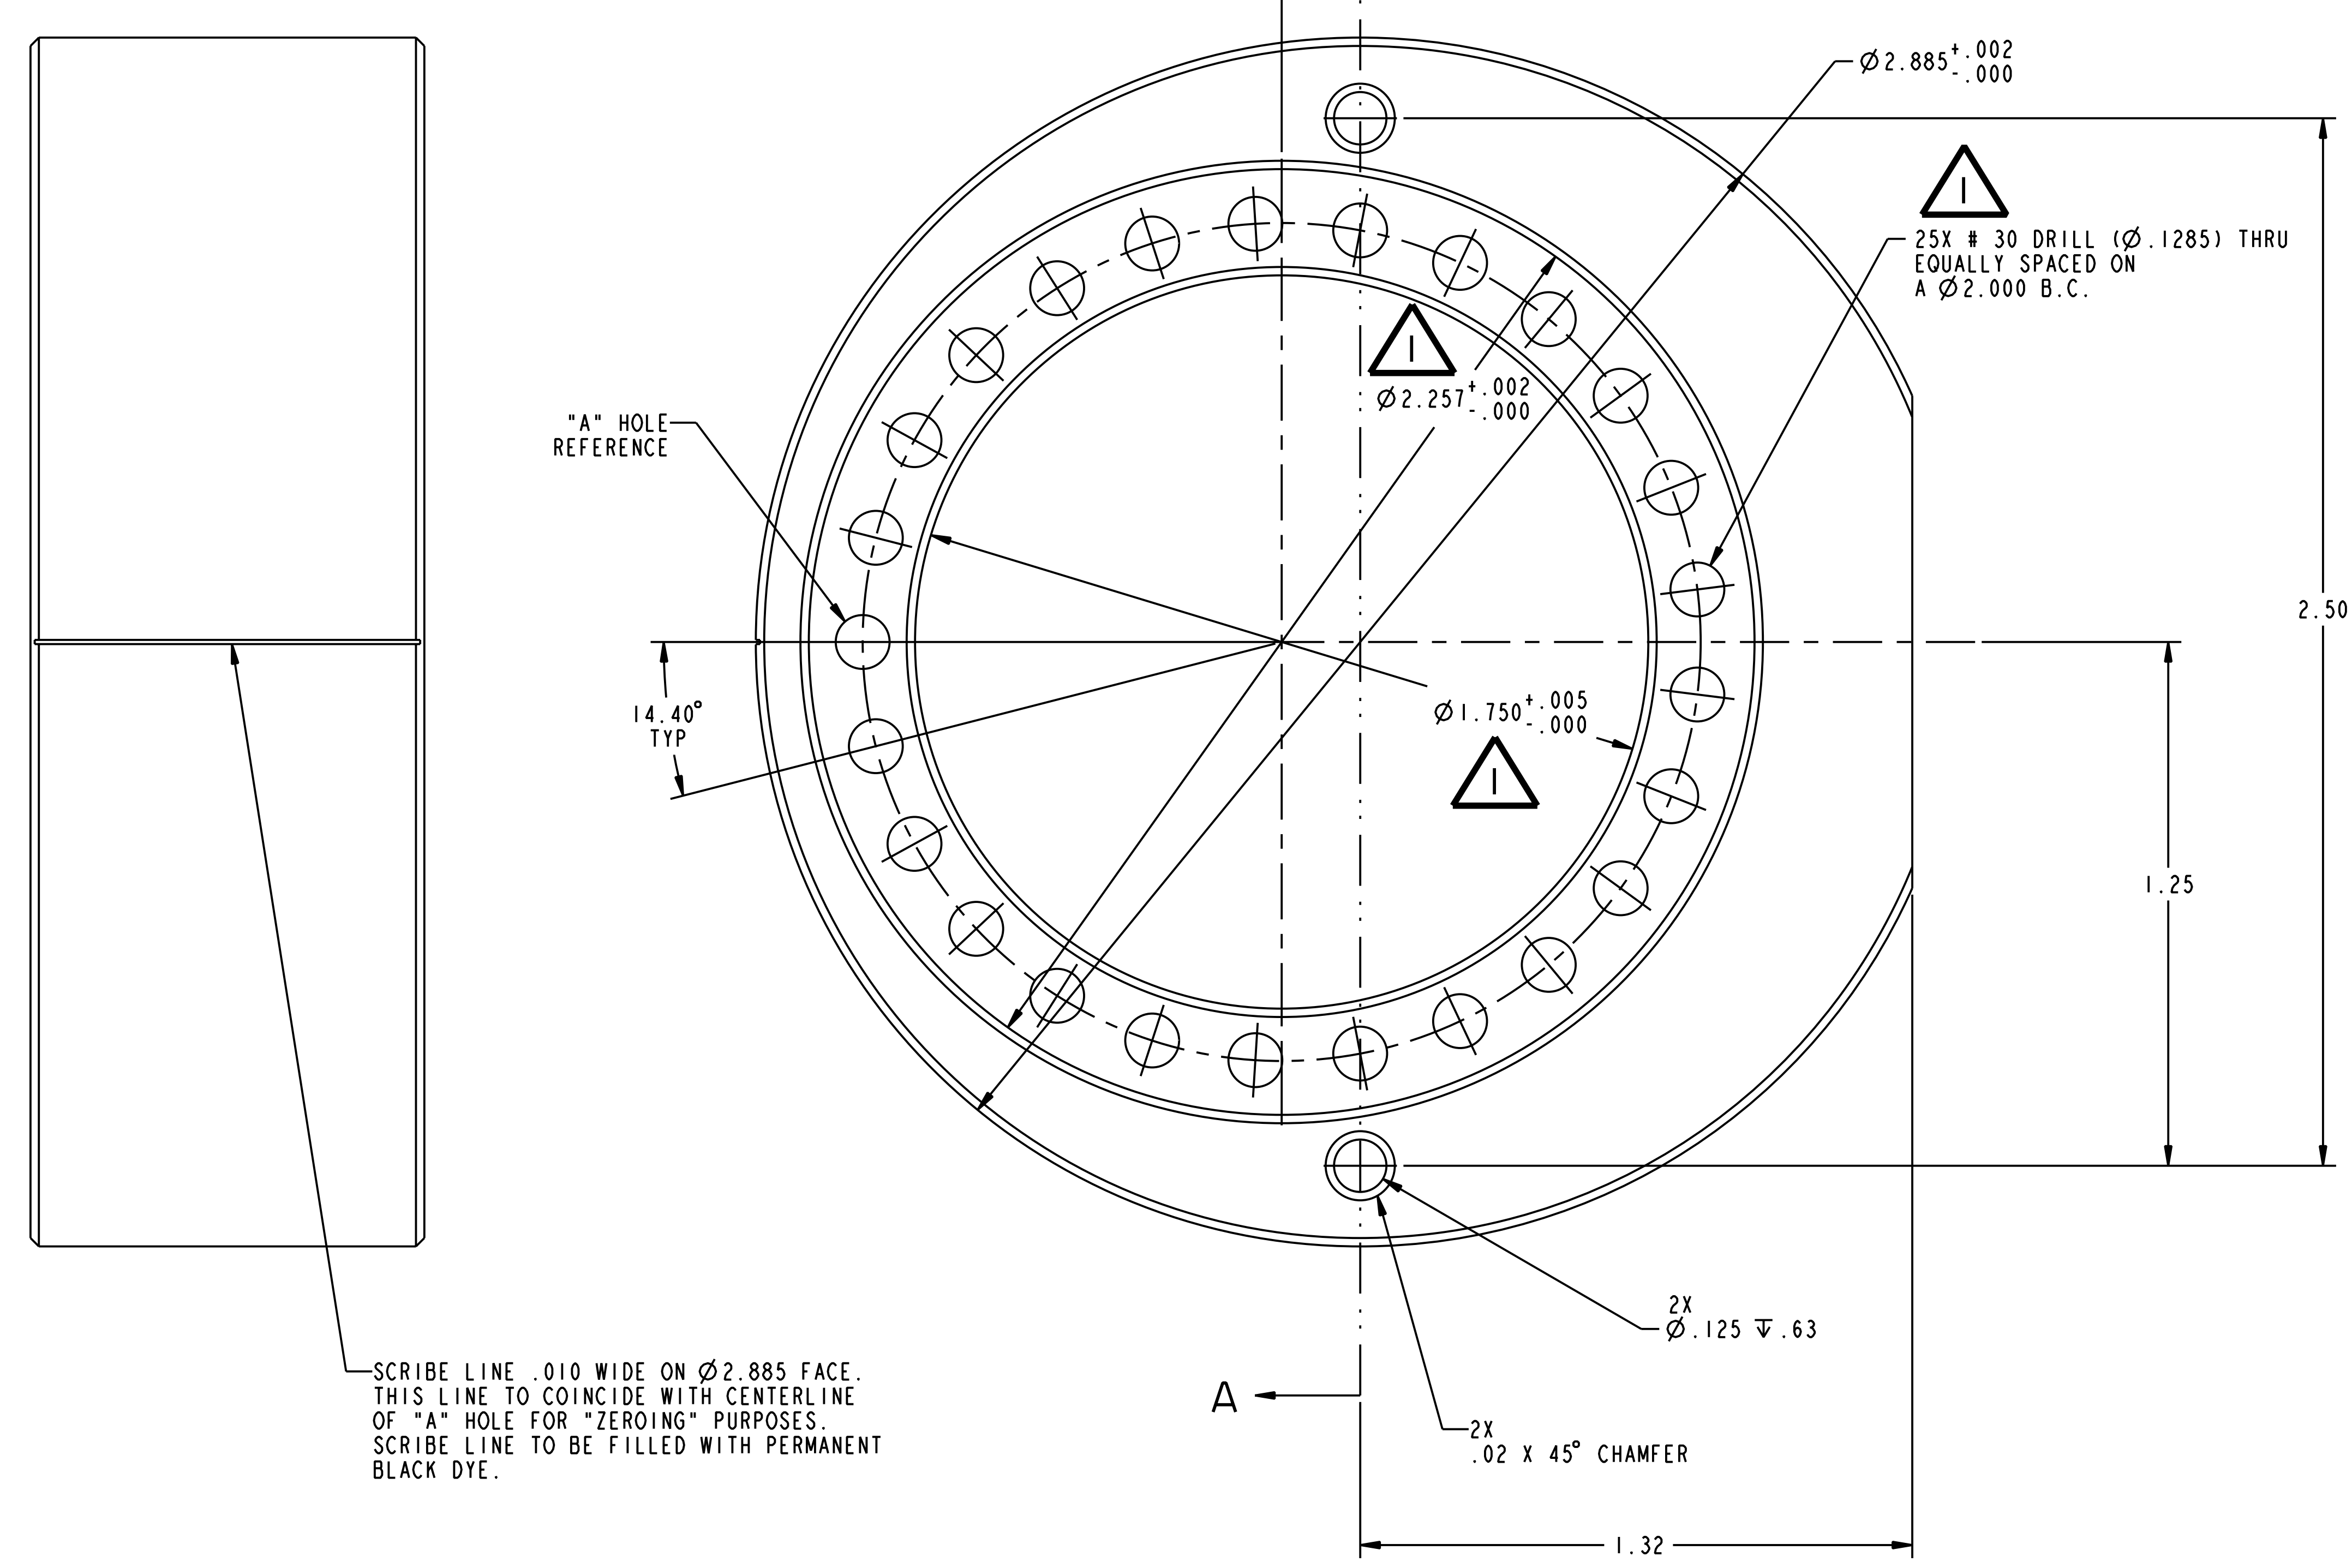 Ø2.885 +.002
-.000
1
25X # 30 DRILL (Ø.1285) THRU
EQUALLY SPACED ON
A Ø2.000 B.C.
1
Ø2.257 +.002
-.000
"A" HOLE
REFERENCE
2.50
14.40°
TYP
Ø1.750 +.005
-.000
1
1.25
2X
Ø.125 ↧.63
SCRIBE LINE .010 WIDE ON Ø2.885 FACE.
THIS LINE TO COINCIDE WITH CENTERLINE
OF "A" HOLE FOR "ZEROING" PURPOSES.
SCRIBE LINE TO BE FILLED WITH PERMANENT
BLACK DYE.
A
2X
.02 X 45° CHAMFER
1.32